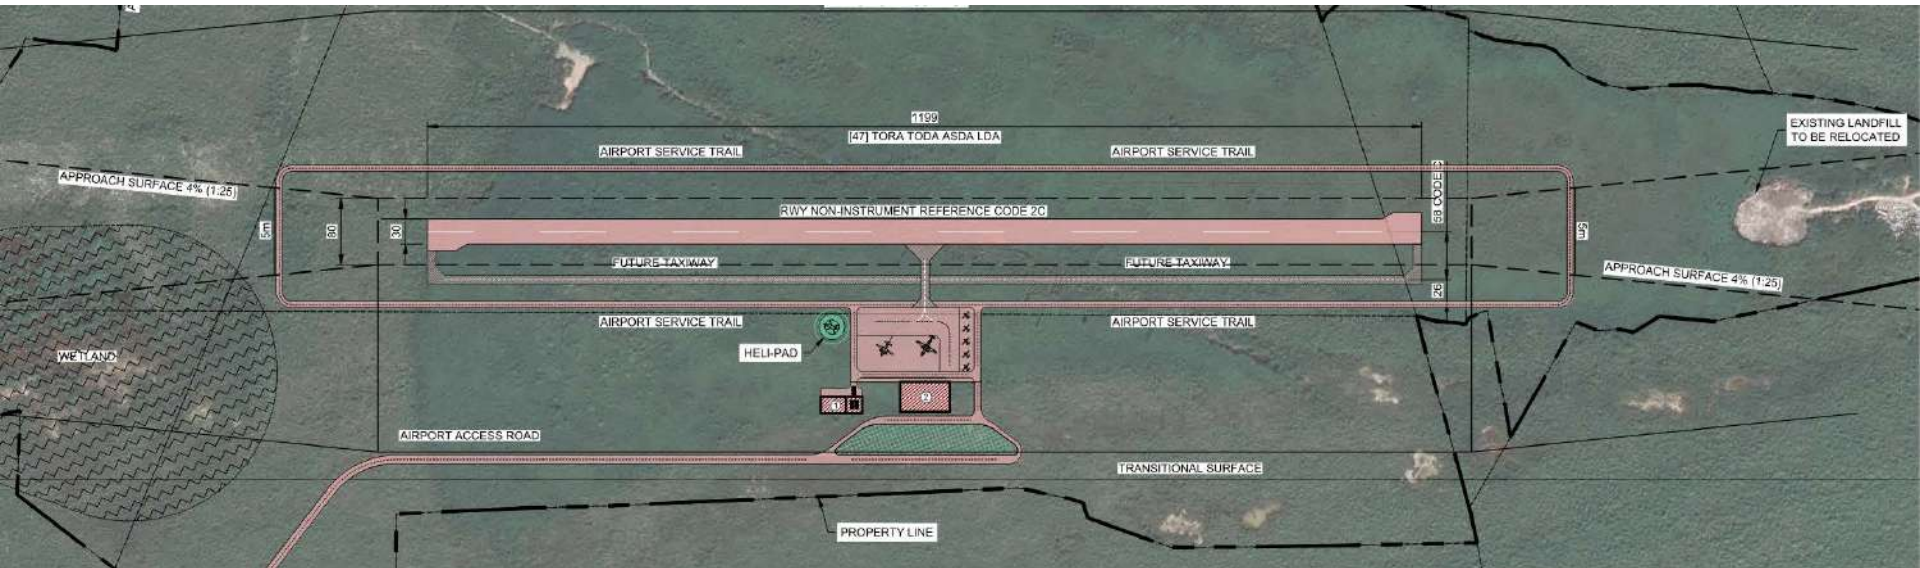 1199
[47] TORA TODA ASDA LDA
EXISTING LANDFILL
TO BE RELOCATED
AIRPORT SERVICE TRAIL
AIRPORT SERVICE TRAIL
APPROACH SURFACE 4% (1:25)
RWY NON-INSTRUMENT REFERENCE CODE 2C
5m
80
30
5m
FUTURE TAXIWAY
FUTURE TAXIWAY
APPROACH SURFACE 4% (1:25)
26
AIRPORT SERVICE TRAIL
AIRPORT SERVICE TRAIL
WETLAND
HELI-PAD
1
2
AIRPORT ACCESS ROAD
TRANSITIONAL SURFACE
PROPERTY LINE